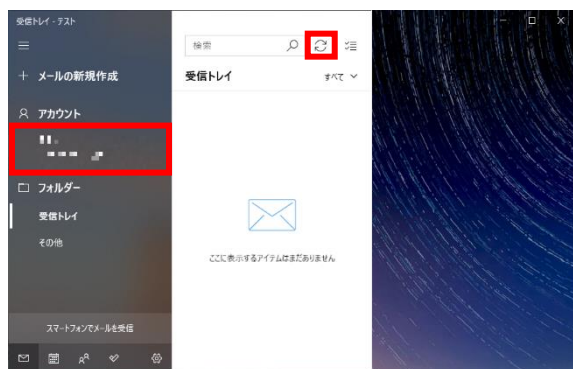 受信トレイ - テスト
検索
メールの新規作成
受信トレイ
すべて
アカウント
フォルダー
受信トレイ
その他
ここに表示するアイテムはまだありません
スマートフォンでメールを受信